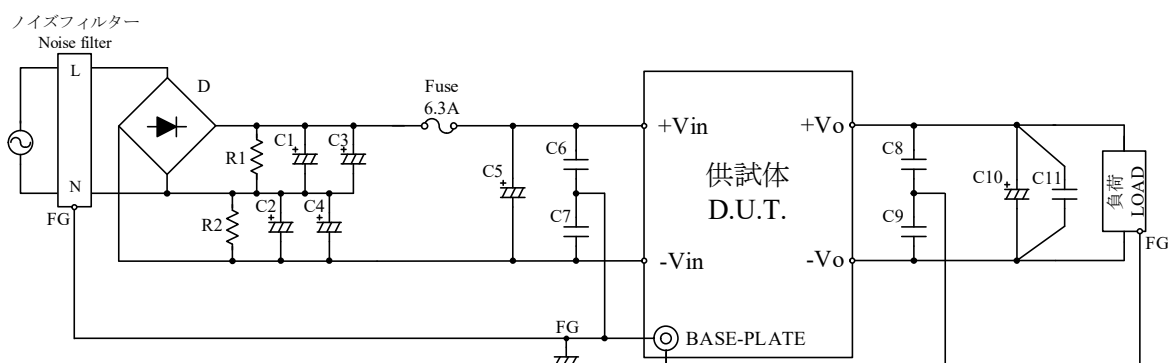 ノイズフィルター
Noise filter
L
D
N
FG
R1
R2
C1
C3
C2
C4
Fuse
6.3A
C5
C6
C7
+Vin
-Vin
供試体
D.U.T.
+Vo
-Vo
BASE-PLATE
FG
C8
C9
C10
C11
負荷
LOAD
FG